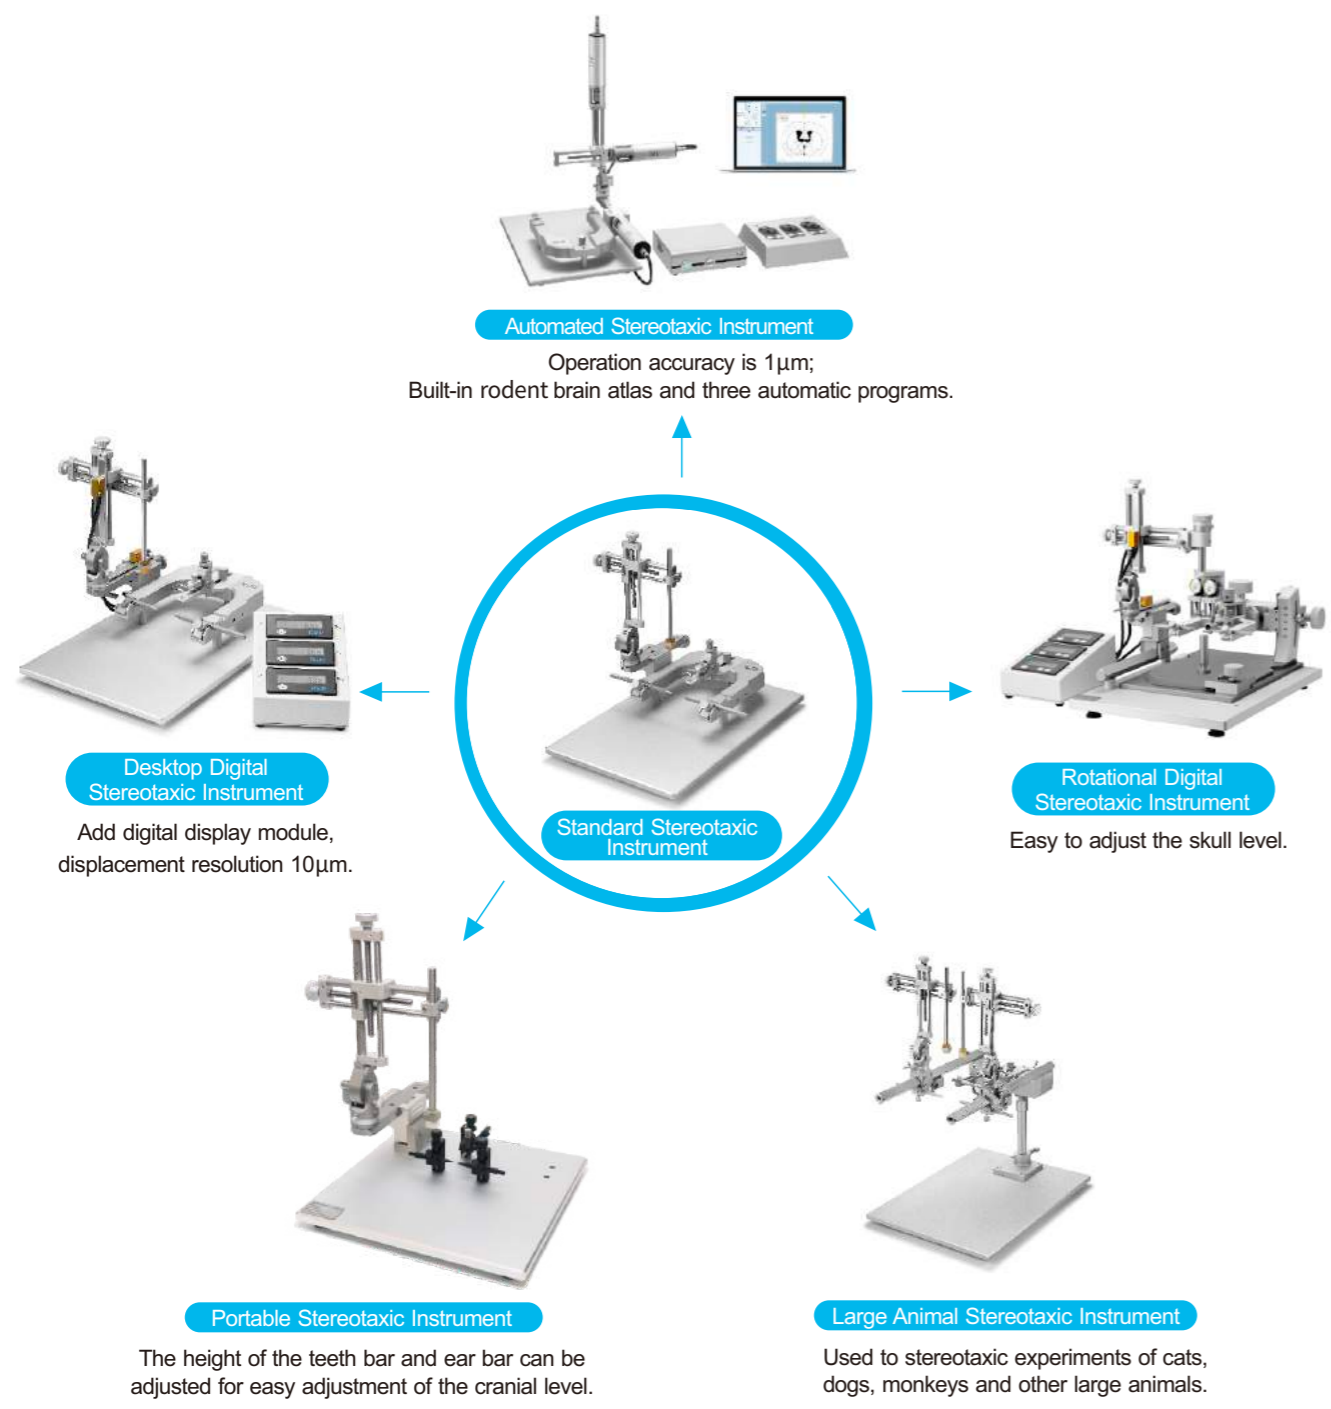 Automated Stereotaxic Instrument
Operation accuracy is 1μm;
Built-in rodent brain atlas and three automatic programs.
Desktop Digital
Stereotaxic Instrument
Add digital display module,
displacement resolution 10μm.
Standard Stereotaxic
Instrument
Rotational Digital
Stereotaxic Instrument
Easy to adjust the skull level.
Portable Stereotaxic Instrument
The height of the teeth bar and ear bar can be
adjusted for easy adjustment of the cranial level.
Large Animal Stereotaxic Instrument
Used to stereotaxic experiments of cats,
dogs, monkeys and other large animals.